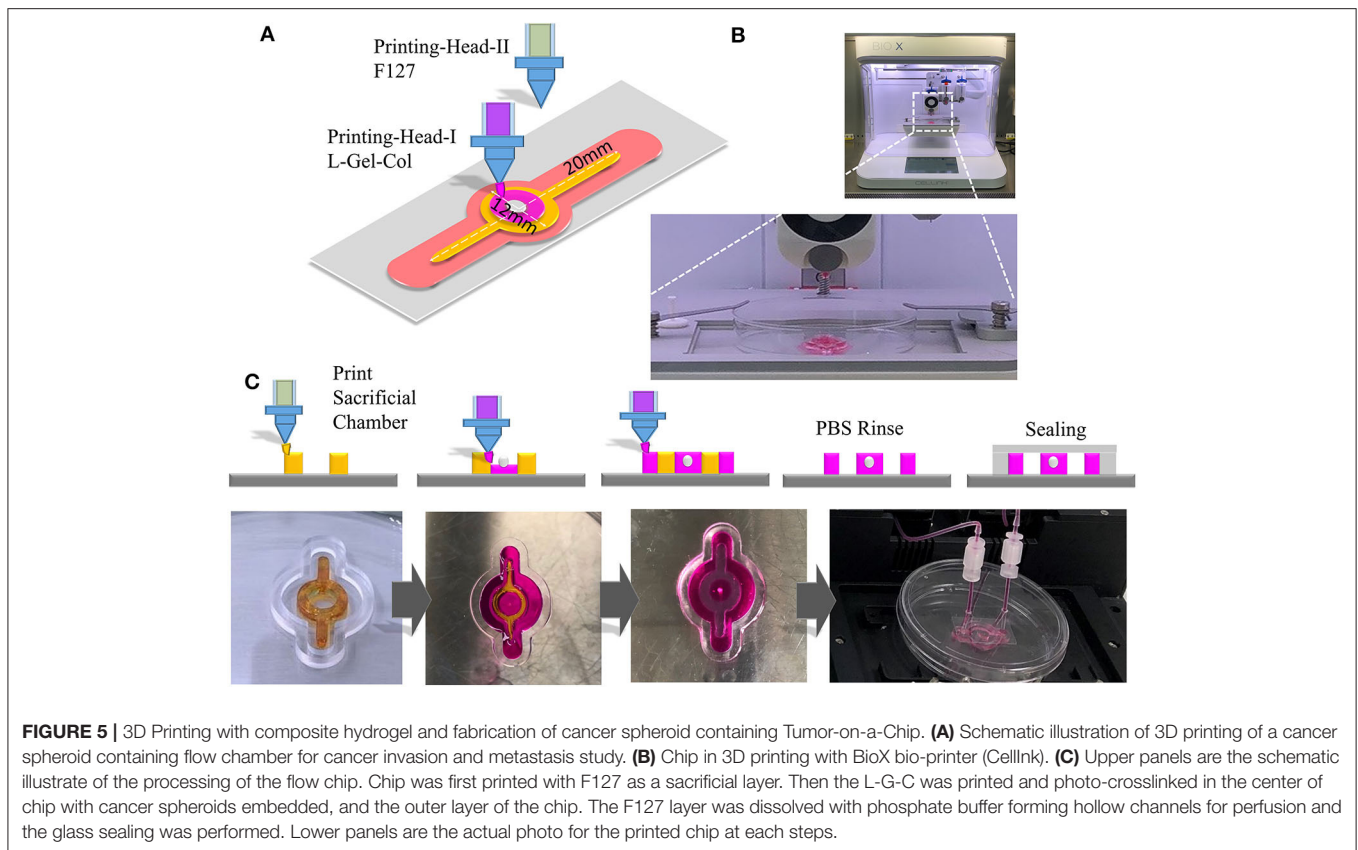 A
Printing-Head-II
F127
Printing-Head-I
L-Gel-Col
20mm
12mm
B
BIO X
CELLINK
C
Print
Sacrificial
Chamber
PBS Rinse
Sealing
FIGURE 5 | 3D Printing with composite hydrogel and fabrication of cancer spheroid containing Tumor-on-a-Chip. (A) Schematic illustration of 3D printing of a cancer
spheroid containing flow chamber for cancer invasion and metastasis study. (B) Chip in 3D printing with BioX bio-printer (CellInk). (C) Upper panels are the schematic
illustrate of the processing of the flow chip. Chip was first printed with F127 as a sacrificial layer. Then the L-G-C was printed and photo-crosslinked in the center of
chip with cancer spheroids embedded, and the outer layer of the chip. The F127 layer was dissolved with phosphate buffer forming hollow channels for perfusion and
the glass sealing was performed. Lower panels are the actual photo for the printed chip at each steps.